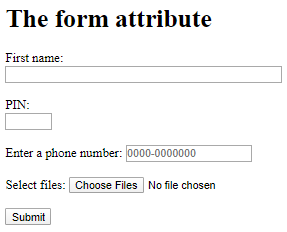 The form attribute
First name:
PIN:
Enter a phone number: 0000-0000000
Select files: Choose Files No file chosen
Submit